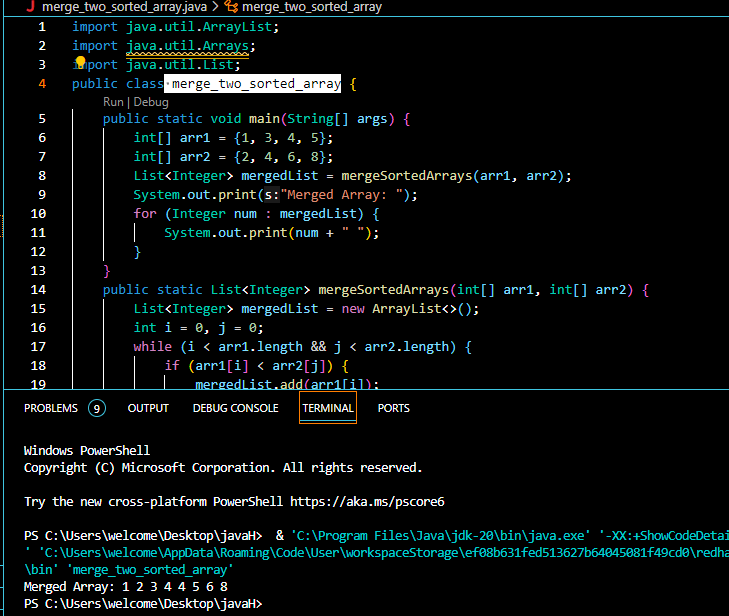 merge_two_sorted_array.java > merge_two_sorted_array
1 import java.util.ArrayList;
2 import java.util.Arrays;
3 import java.util.List;
4 public class merge_two_sorted_array {
Run | Debug
5 public static void main(String[] args) {
6 int[] arr1 = {1, 3, 4, 5};
7 int[] arr2 = {2, 4, 6, 8};
8 List<Integer> mergedList = mergeSortedArrays(arr1, arr2);
9 System.out.print(s:"Merged Array: ");
10 for (Integer num : mergedList) {
11 System.out.print(num + " ");
12 }
13 }
14 public static List<Integer> mergeSortedArrays(int[] arr1, int[] arr2) {
15 List<Integer> mergedList = new ArrayList<>();
16 int i = 0, j = 0;
17 while (i < arr1.length && j < arr2.length) {
18 if (arr1[i] < arr2[j]) {
19 mergedList.add(arr1[i]);
PROBLEMS 9 OUTPUT DEBUG CONSOLE TERMINAL PORTS
Windows PowerShell
Copyright (C) Microsoft Corporation. All rights reserved.
Try the new cross-platform PowerShell https://aka.ms/pscore6
PS C:\Users\welcome\Desktop\javaH> & 'C:\Program Files\Java\jdk-20\bin\java.exe' '-XX:+ShowCodeDetai
' 'C:\Users\welcome\AppData\Roaming\Code\User\workspaceStorage\ef08b631fed513627b64045081f49cd0\redha
\bin' 'merge_two_sorted_array'
Merged Array: 1 2 3 4 4 5 6 8
PS C:\Users\welcome\Desktop\javaH>